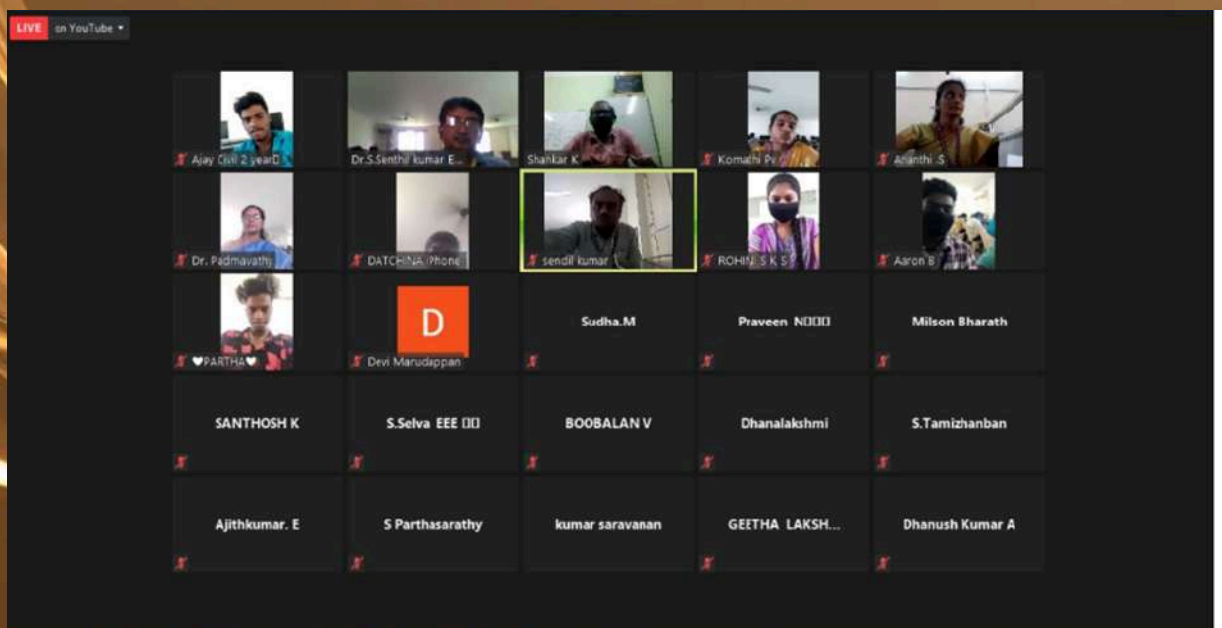 LIVE on YouTube
Ajay Civil 2 year▯
Dr.S.Senthil kumar E...
Shankar K
Komathi Pv
Ananthi .S
Dr. Padmavathy
DATCHINA iPhone
sendil kumar
ROHINI S K S
Aaron B
♥PARTHA♥
D
Devi Marudappan
Sudha.M
Praveen N▯▯▯
Milson Bharath
SANTHOSH K
S.Selva EEE ▯▯
BOOBALAN V
Dhanalakshmi
S.Tamizhanban
Ajithkumar. E
S Parthasarathy
kumar saravanan
GEETHA LAKSH...
Dhanush Kumar A